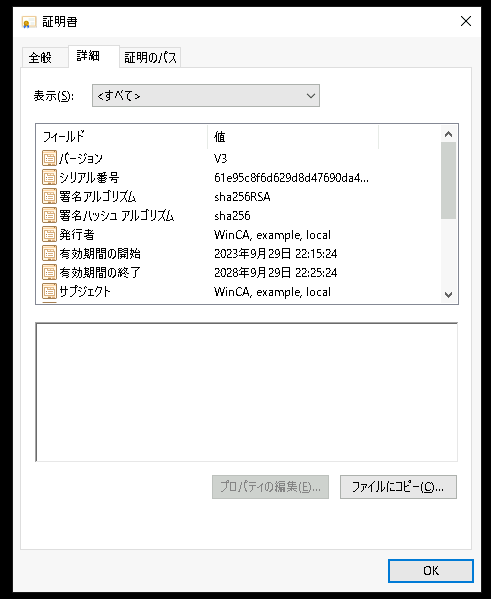 証明書
全般 詳細 証明のパス
表示(S): <すべて>
フィールド 値
バージョン V3
シリアル番号 61e95c8f6d629d8d47690da4...
署名アルゴリズム sha256RSA
署名ハッシュ アルゴリズム sha256
発行者 WinCA, example, local
有効期間の開始 2023年9月29日 22:15:24
有効期間の終了 2028年9月29日 22:25:24
サブジェクト WinCA, example, local
プロパティの編集(E)... ファイルにコピー(C)...
OK